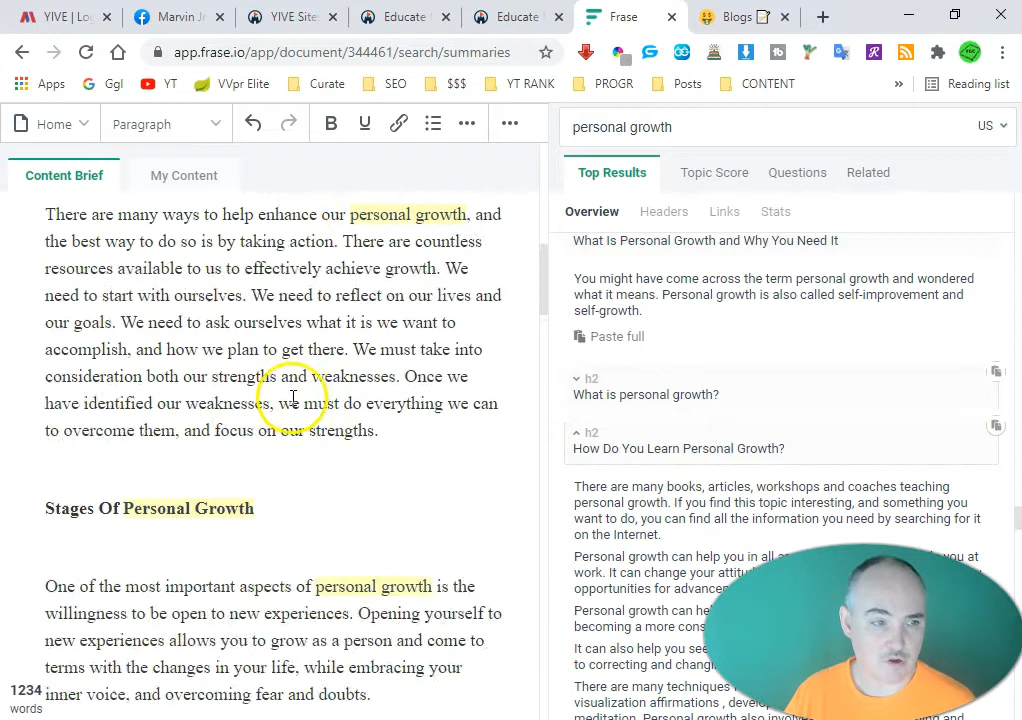 YIVE | Log
Marvin Jr
YIVE Site
Educate
Educate
Frase
Blogs
app.frase.io/app/document/344461/search/summaries
Apps
Ggl
YT
VVpr Elite
Curate
SEO
$$$
YT RANK
PROGR
Posts
CONTENT
»
Reading list
Home
Paragraph
B
U
personal growth
US
Content Brief
My Content
Top Results
Topic Score
Questions
Related
Overview
Headers
Links
Stats
There are many ways to help enhance our personal growth, and
the best way to do so is by taking action. There are countless
resources available to us to effectively achieve growth. We
need to start with ourselves. We need to reflect on our lives and
our goals. We need to ask ourselves what it is we want to
accomplish, and how we plan to get there. We must take into
consideration both our strengths and weaknesses. Once we
have identified our weaknesses, we must do everything we can
to overcome them, and focus on our strengths.
Stages Of Personal Growth
One of the most important aspects of personal growth is the
willingness to be open to new experiences. Opening yourself to
new experiences allows you to grow as a person and come to
terms with the changes in your life, while embracing your
inner voice, and overcoming fear and doubts.
1234
words
What Is Personal Growth and Why You Need It
You might have come across the term personal growth and wondered
what it means. Personal growth is also called self-improvement and
self-growth.
Paste full
h2
What is personal growth?
h2
How Do You Learn Personal Growth?
There are many books, articles, workshops and coaches teaching
personal growth. If you find this topic interesting, and something you
want to do, you can find all the information you need by searching for it
on the Internet.
Personal growth can help you in all
you at
work. It can change your
opportunities for
Personal growth can
becoming a more
It can also help you see
to correcting and
There are many techniques
visualization affirmations ,
meditation. Personal growth also
and